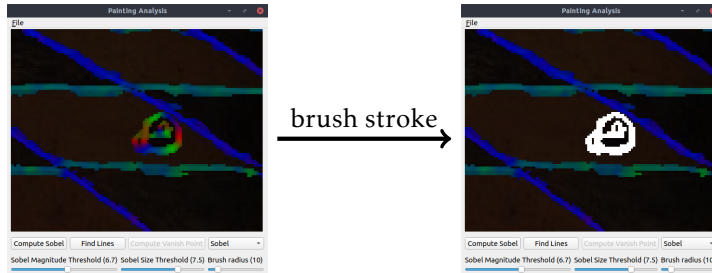 Painting Analysis
File
Compute Sobel Find Lines Compute Vanish Point Sobel
Sobel Magnitude Threshold (6.7) Sobel Size Threshold (7.5) Brush radius (10)
brush stroke
Painting Analysis
File
Compute Sobel Find Lines Compute Vanish Point Sobel
Sobel Magnitude Threshold (6.7) Sobel Size Threshold (7.5) Brush radius (10